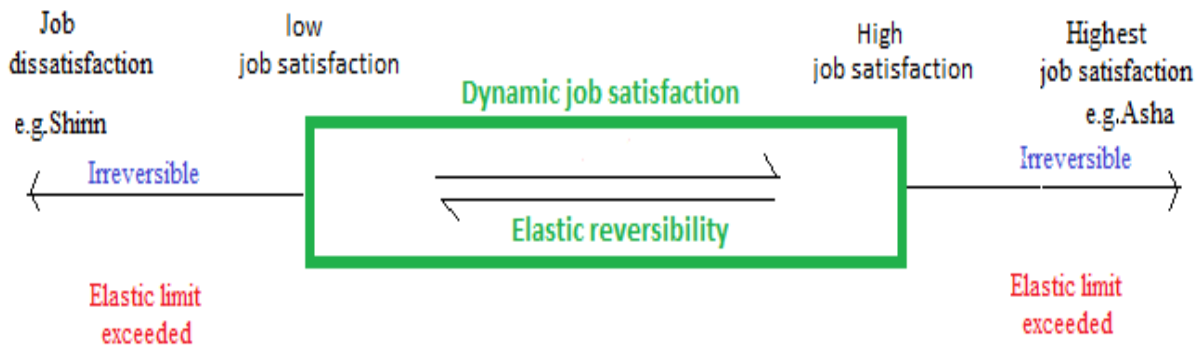 Job
dissatisfaction
low
job satisfaction
High
job satisfaction
Highest
job satisfaction
Dynamic job satisfaction
e.g.Shirin
e.g.Asha
Irreversible
Irreversible
Elastic reversibility
Elastic limit
exceeded
Elastic limit
exceeded